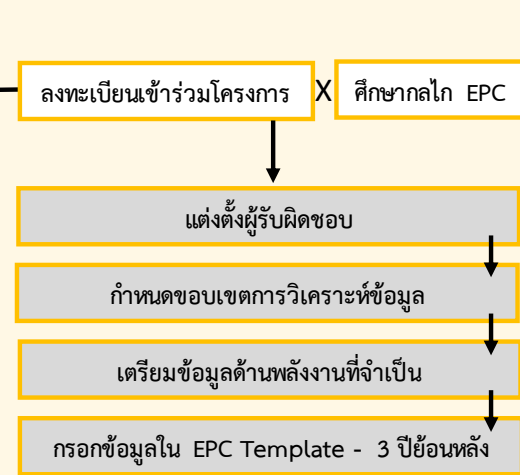 ลงทะเบียนเข้าร่วมโครงการ X ศึกษากลไก EPC
แต่งตั้งผู้รับผิดชอบ
กำหนดขอบเขตการวิเคราะห์ข้อมูล
เตรียมข้อมูลด้านพลังงานที่จำเป็น
กรอกข้อมูลใน EPC Template - 3 ปีย้อนหลัง